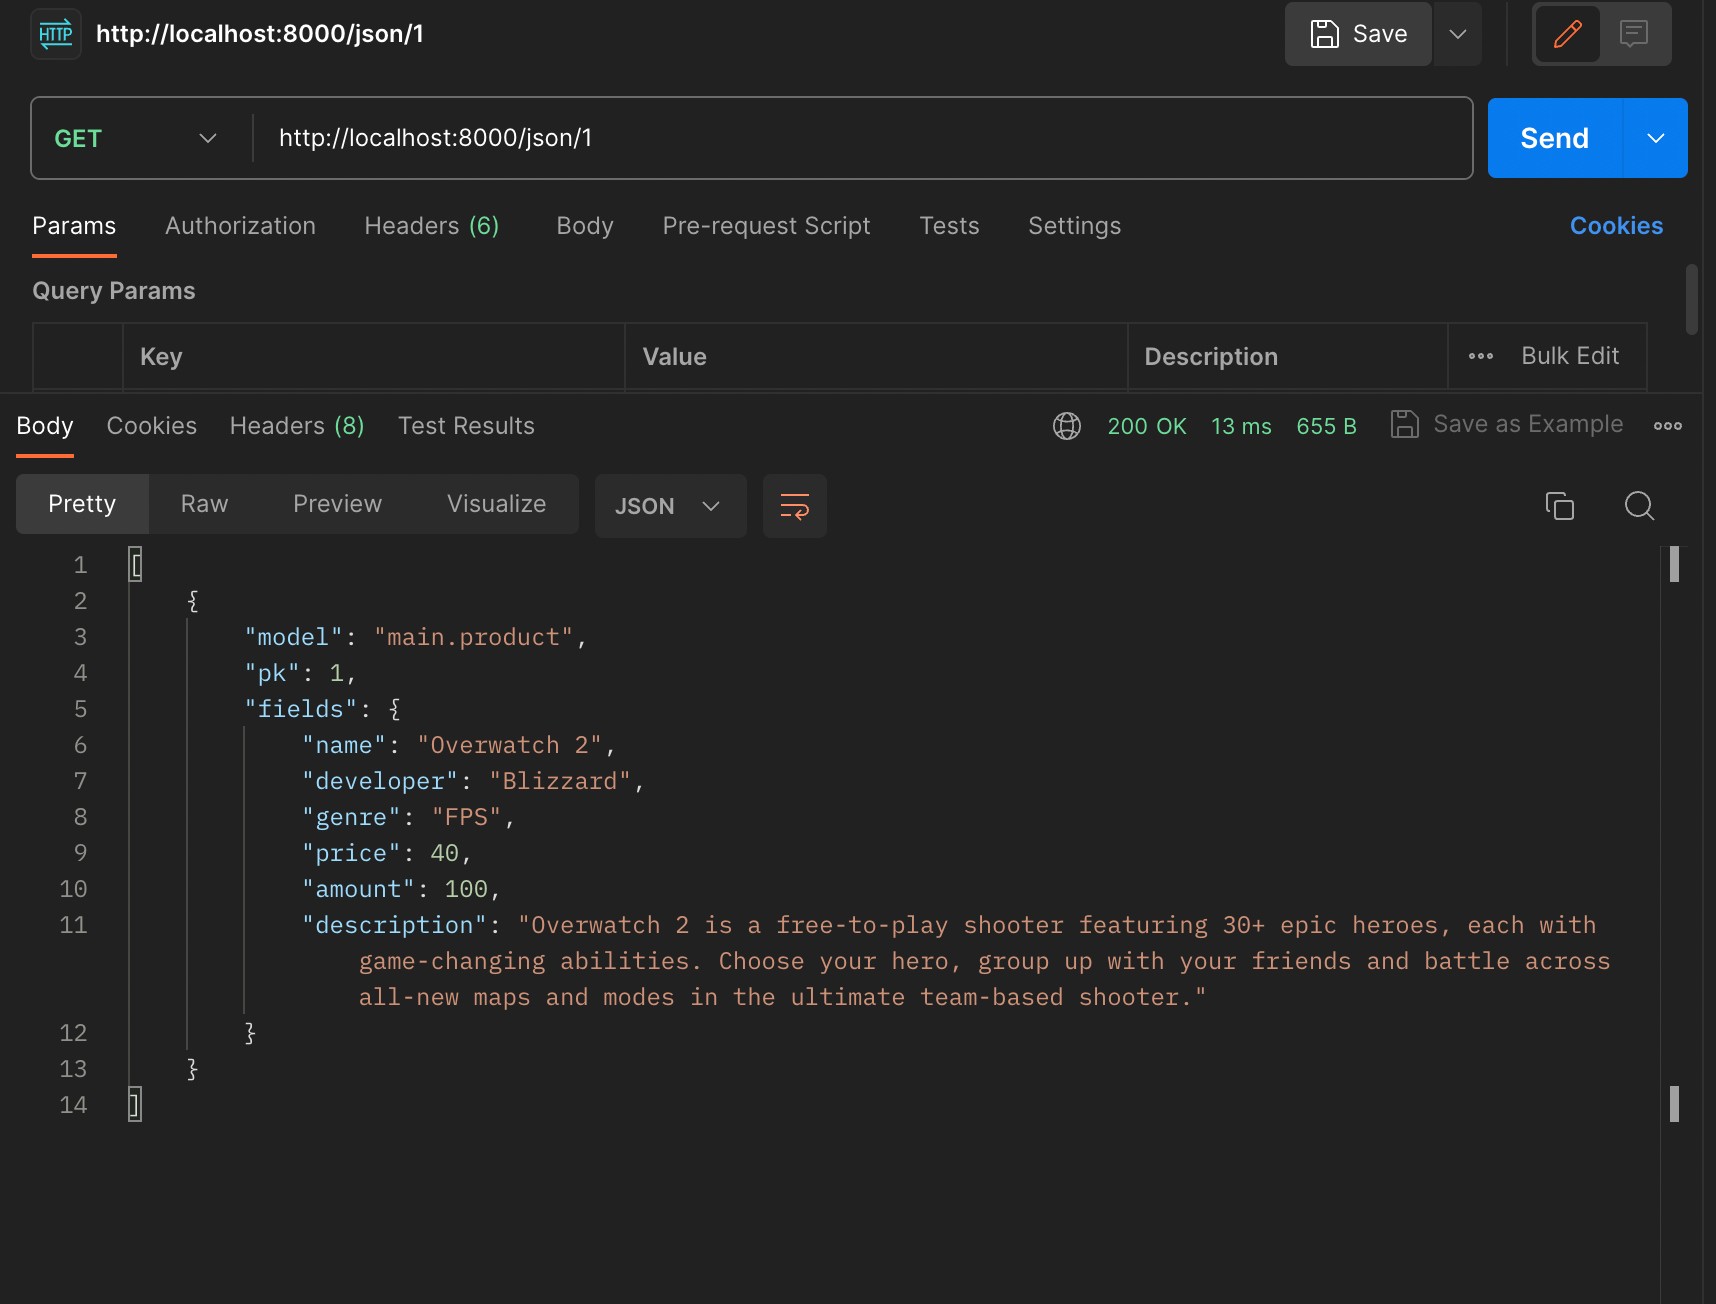 HTTP http://localhost:8000/json/1 Save
GET http://localhost:8000/json/1 Send
Params Authorization Headers (6) Body Pre-request Script Tests Settings Cookies
Query Params
Key Value Description Bulk Edit
Body Cookies Headers (8) Test Results 200 OK 13 ms 655 B Save as Example
Pretty Raw Preview Visualize JSON
1 [
2 {
3 "model": "main.product",
4 "pk": 1,
5 "fields": {
6 "name": "Overwatch 2",
7 "developer": "Blizzard",
8 "genre": "FPS",
9 "price": 40,
10 "amount": 100,
11 "description": "Overwatch 2 is a free-to-play shooter featuring 30+ epic heroes, each with
game-changing abilities. Choose your hero, group up with your friends and battle across
all-new maps and modes in the ultimate team-based shooter."
12 }
13 }
14 ]